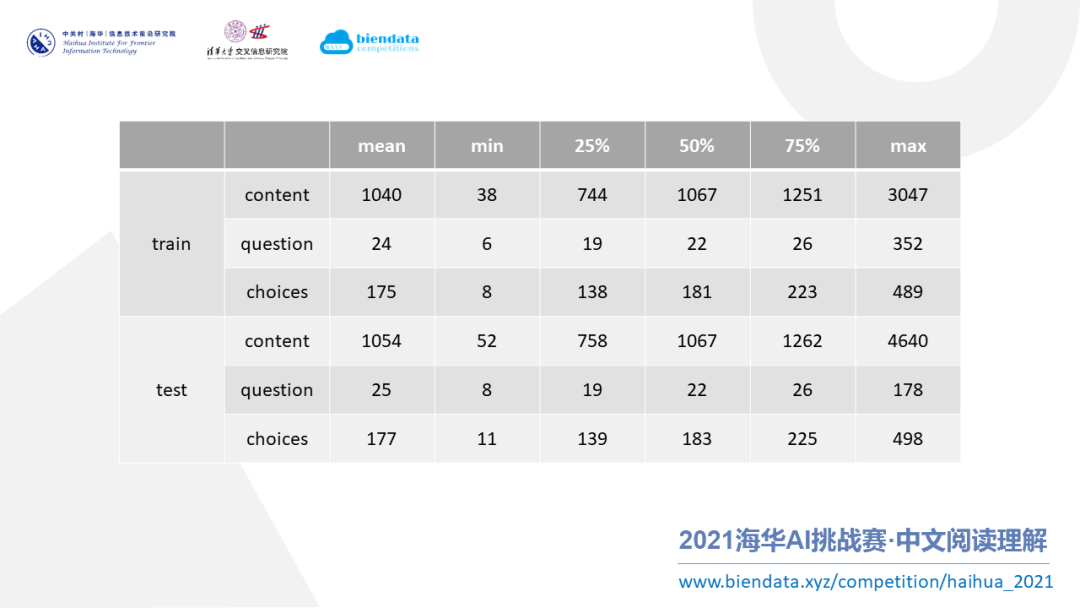 中关村|海华|信息技术前沿研究院
Haihua Institute For Frontier
Information Technology
清华大学 交叉信息研究院
biendata
competitions
mean min 25% 50% 75% max
train
content 1040 38 744 1067 1251 3047
question 24 6 19 22 26 352
choices 175 8 138 181 223 489
test
content 1054 52 758 1067 1262 4640
question 25 8 19 22 26 178
choices 177 11 139 183 225 498
2021海华AI挑战赛·中文阅读理解
www.biendata.xyz/competition/haihua_2021